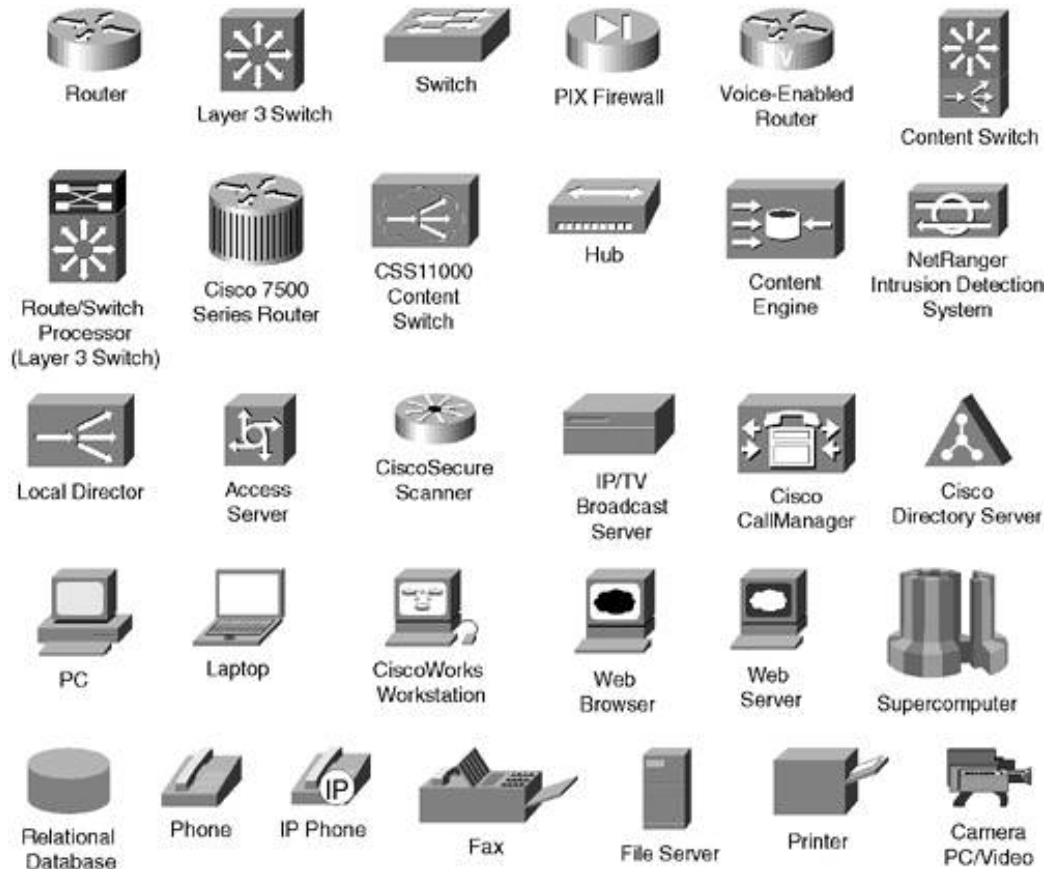 Router
Layer 3 Switch
Switch
PIX Firewall
Voice-Enabled
Router
V
Content Switch
Route/Switch
Processor
(Layer 3 Switch)
Cisco 7500
Series Router
CSS11000
Content
Switch
Hub
Content
Engine
NetRanger
Intrusion Detection
System
Local Director
Access
Server
CiscoSecure
Scanner
IP/TV
Broadcast
Server
Cisco
CallManager
Cisco
Directory Server
PC
Laptop
CiscoWorks
Workstation
Web
Browser
Web
Server
Supercomputer
Relational
Database
Phone
IP
IP Phone
Fax
File Server
Printer
Camera
PC/Video